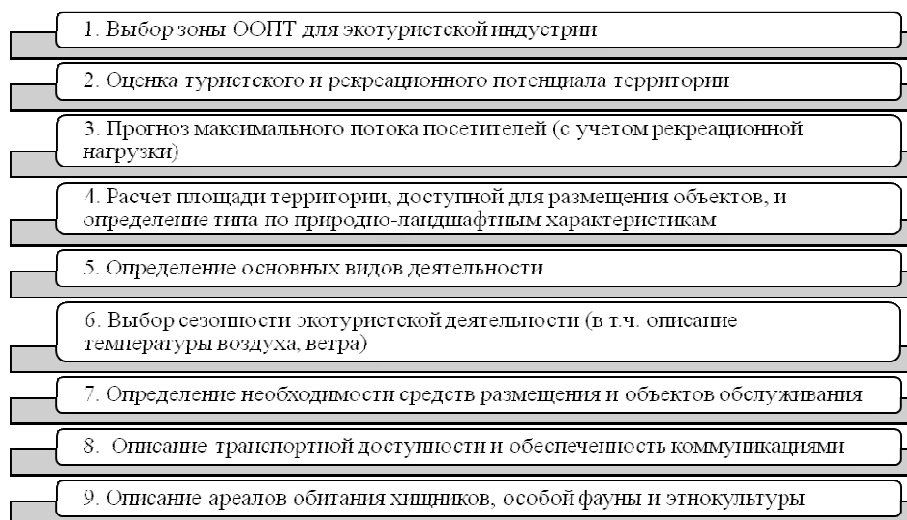 1. Выбор зоны ООПТ для экотуристской индустрии
2. Оценка туристского и рекреационного потенциала территории
3. Прогноз максимального потока посетителей (с учетом рекреационной
нагрузки)
4. Расчет площади территории, доступной для размещения объектов, и
определение типа по природно-ландшафтным характеристикам
5. Определение основных видов деятельности
6. Выбор сезонности экотуристской деятельности (в т.ч. описание
температуры воздуха, ветра)
7. Определение необходимости средств размещения и объектов обслуживания
8. Описание транспортной доступности и обеспеченность коммуникациями
9. Описание ареалов обитания хищников, особой фауны и этнокультуры